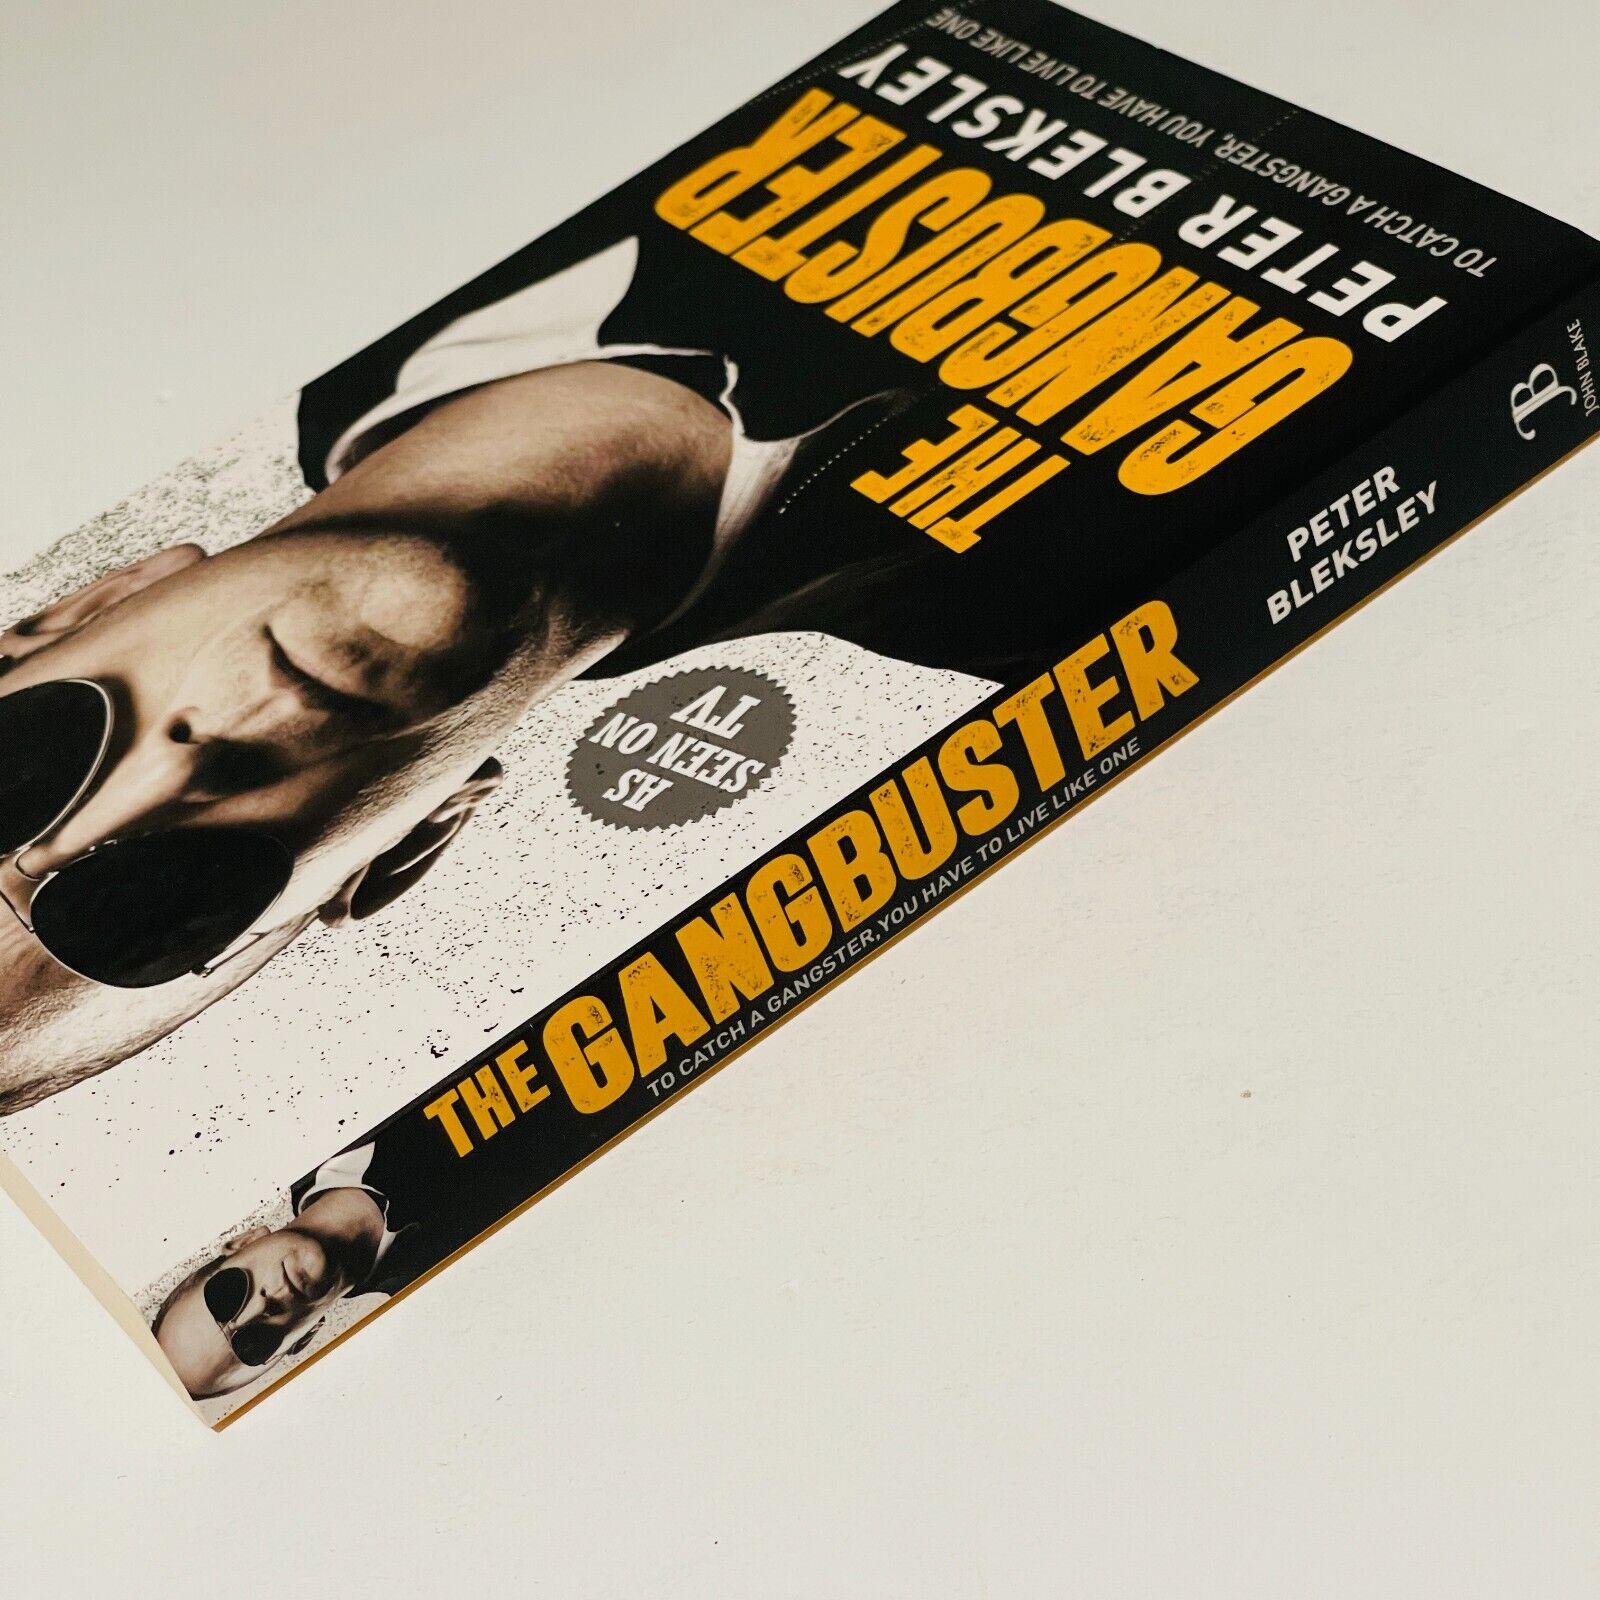 AS
SEEN ON
TV
THE
GANGBUSTER
PETER BLEKSLEY
TO CATCH A GANGSTER, YOU HAVE TO LIVE LIKE ONE
THE GANGBUSTER
TO CATCH A GANGSTER, YOU HAVE TO LIVE LIKE ONE
PETER
BLEKSLEY
JB
JOHN BLAKE